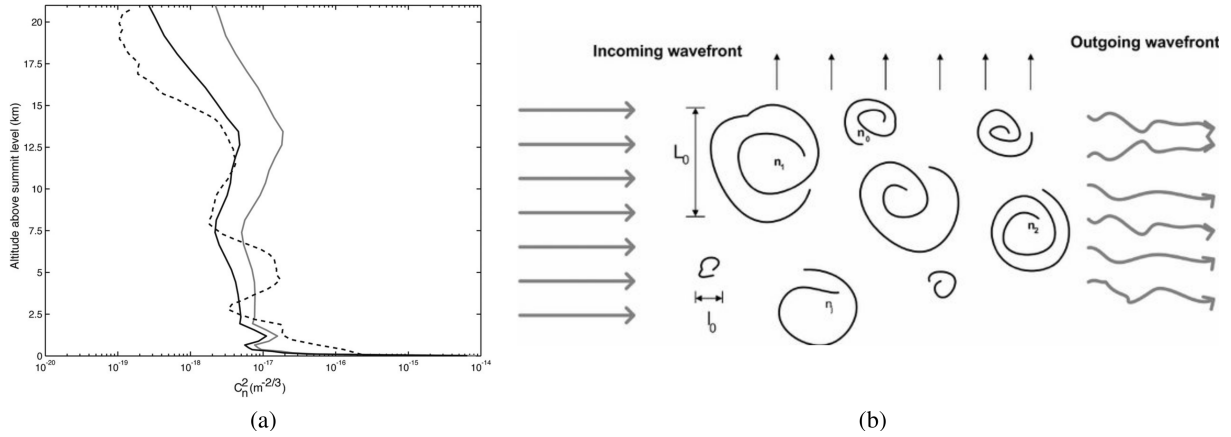 20
17.5
15
12.5
10
7.5
5
2.5
0
Altitude above summit level (km)
10^-20
10^-19
10^-18
10^-17
10^-16
10^-15
10^-14
C_n^2 (m^-2/3)
(a)
Incoming wavefront
Outgoing wavefront
L_0
n_1
n_0
n_2
l_0
n_j
(b)